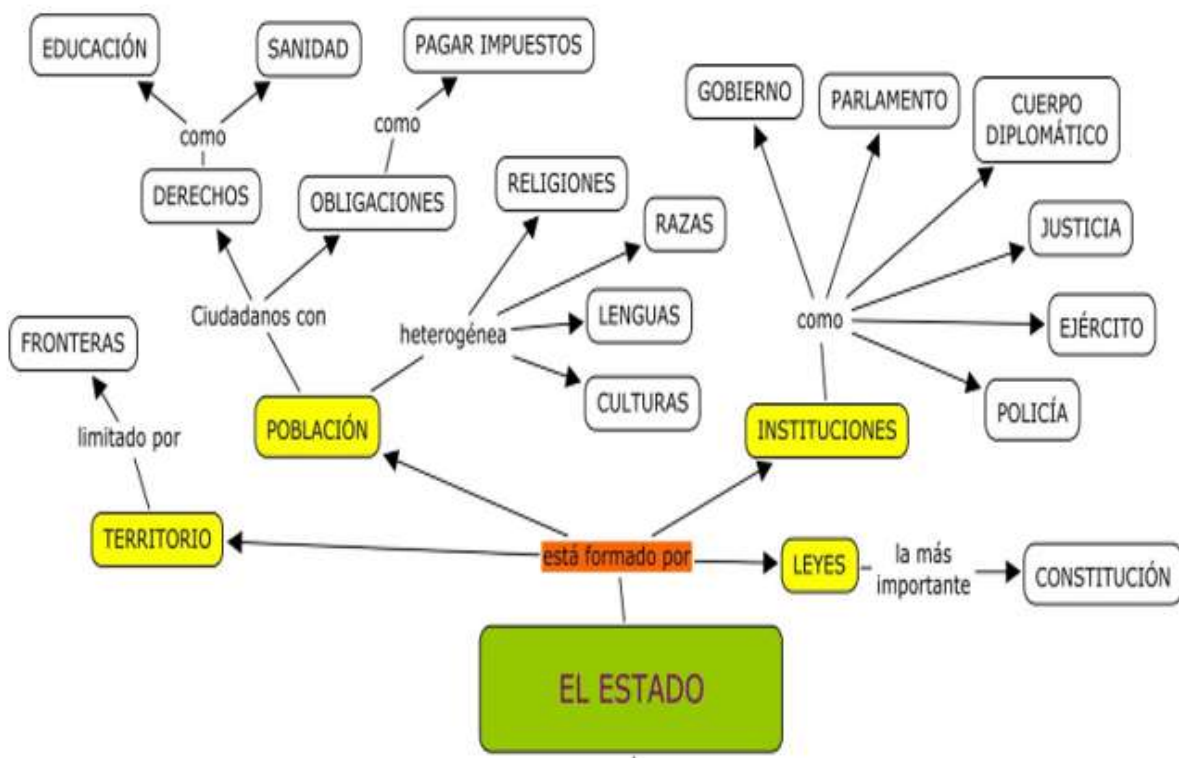 EDUCACIÓN
SANIDAD
PAGAR IMPUESTOS
como
como
DERECHOS
OBLIGACIONES
Ciudadanos con
RELIGIONES
RAZAS
LENGUAS
CULTURAS
heterogénea
GOBIERNO
PARLAMENTO
CUERPO
DIPLOMÁTICO
JUSTICIA
EJÉRCITO
POLICÍA
como
FRONTERAS
limitado por
POBLACIÓN
INSTITUCIONES
TERRITORIO
está formado por
LEYES
la más
importante
CONSTITUCIÓN
EL ESTADO